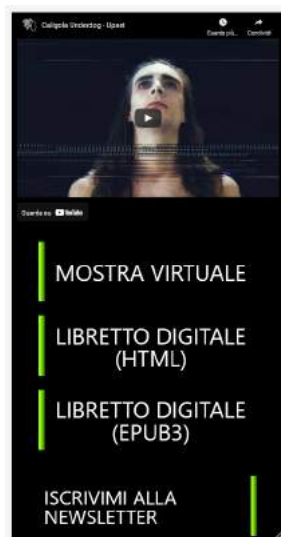 Caligola Underdog - Upset
Guarda più... Condividi
Guarda su YouTube
MOSTRA VIRTUALE
LIBRETTO DIGITALE
(HTML)
LIBRETTO DIGITALE
(EPUB3)
ISCRIVIMI ALLA
NEWSLETTER